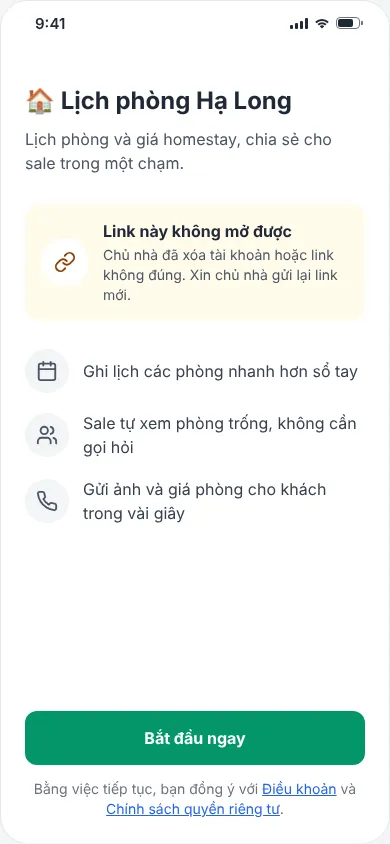 9:41
Lịch phòng Hạ Long
Lịch phòng và giá homestay, chia sẻ cho
sale trong một chạm.
Link này không mở được
Chủ nhà đã xóa tài khoản hoặc link
không đúng. Xin chủ nhà gửi lại link
mới.
Ghi lịch các phòng nhanh hơn sổ tay
Sale tự xem phòng trống, không cần
gọi hỏi
Gửi ảnh và giá phòng cho khách
trong vài giây
Bắt đầu ngay
Bằng việc tiếp tục, bạn đồng ý với Điều khoản và
Chính sách quyền riêng tư.